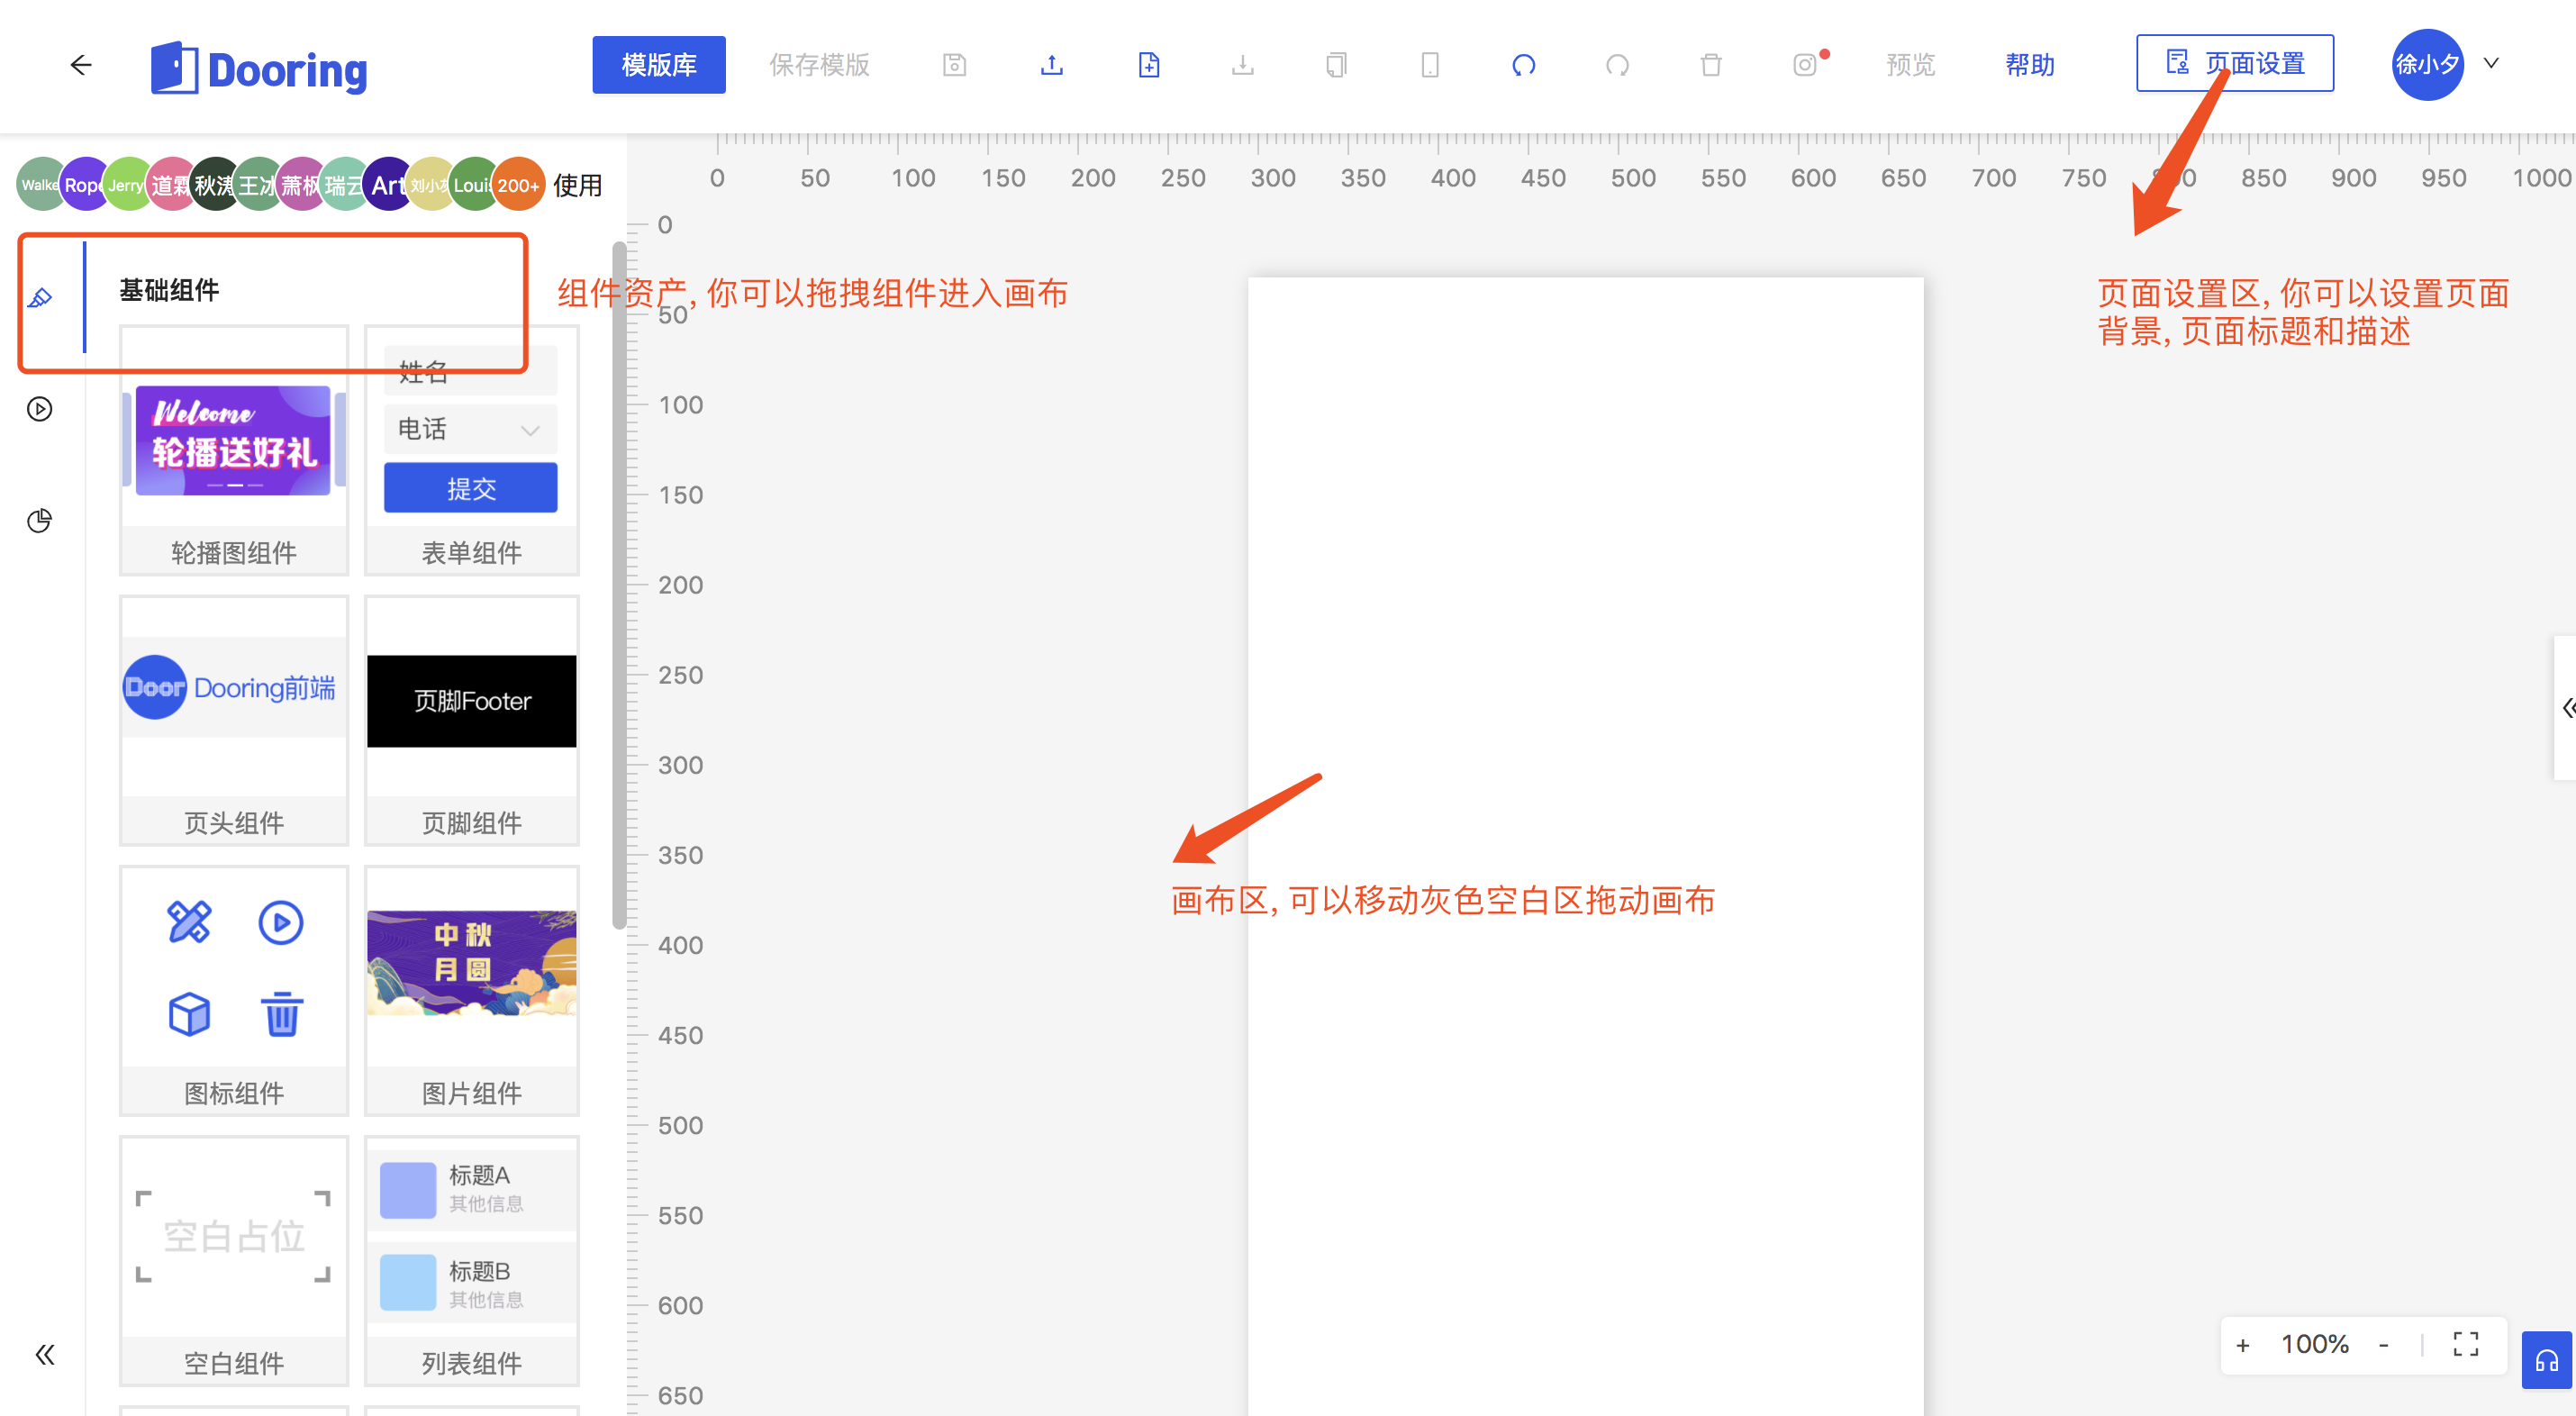 Dooring
模版库
保存模版
预览
帮助
页面设置
徐小夕
Walke
Rope
Jerry
道霖
秋涛
王冰
萧枫
瑞云
Art
刘小
Louis
200+
使用
0 50 100 150 200 250 300 350 400 450 500 550 600 650 700 750 850 900 950 1000
0
50
100
150
200
250
300
350
400
450
500
550
600
650
基础组件
组件资产, 你可以拖拽组件进入画布
页面设置区, 你可以设置页面
背景, 页面标题和描述
Welcome
轮播送好礼
轮播图组件
姓名
电话
提交
表单组件
Door
Dooring前端
页头组件
页脚Footer
页脚组件
画布区, 可以移动灰色空白区拖动画布
图标组件
中秋
月圆
图片组件
空白占位
空白组件
标题A
其他信息
标题B
其他信息
列表组件
+ 100% -